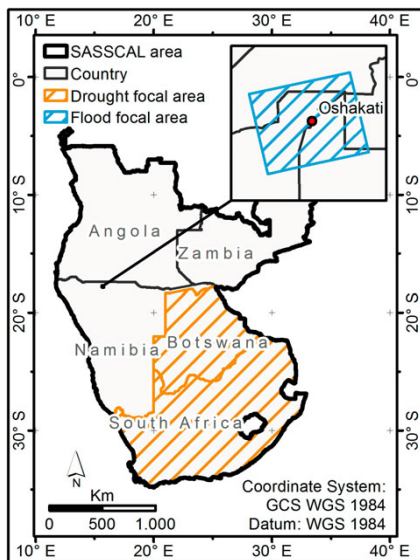 10°E 20°E 30°E 40°E
SASSCAL area
Country
Drought focal area
Flood focal area
Oshakati
0°
0°
10°S
10°S
Angola
Zambia
20°S
20°S
Namibia
Botswana
South Africa
30°S
30°S
N
Km
0 500 1.000
Coordinate System:
GCS WGS 1984
Datum: WGS 1984
10°E 20°E 30°E 40°E